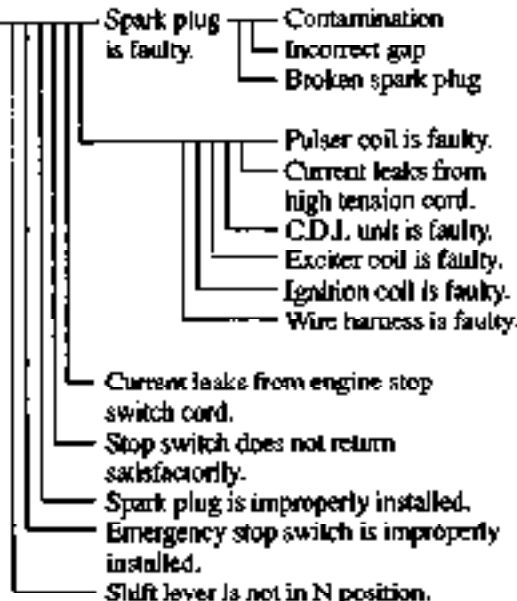 Spark plug
is faulty.
Contamination
Incorrect gap
Broken spark plug
Pulser coil is faulty.
Current leaks from
high tension cord.
C.D.I. unit is faulty.
Exciter coil is faulty.
Ignition coil is faulty.
Wire harness is faulty.
Current leaks from engine stop
switch cord.
Stop switch does not return
satisfactorily.
Spark plug is improperly installed.
Emergency stop switch is improperly
installed.
Shift lever is not in N position.